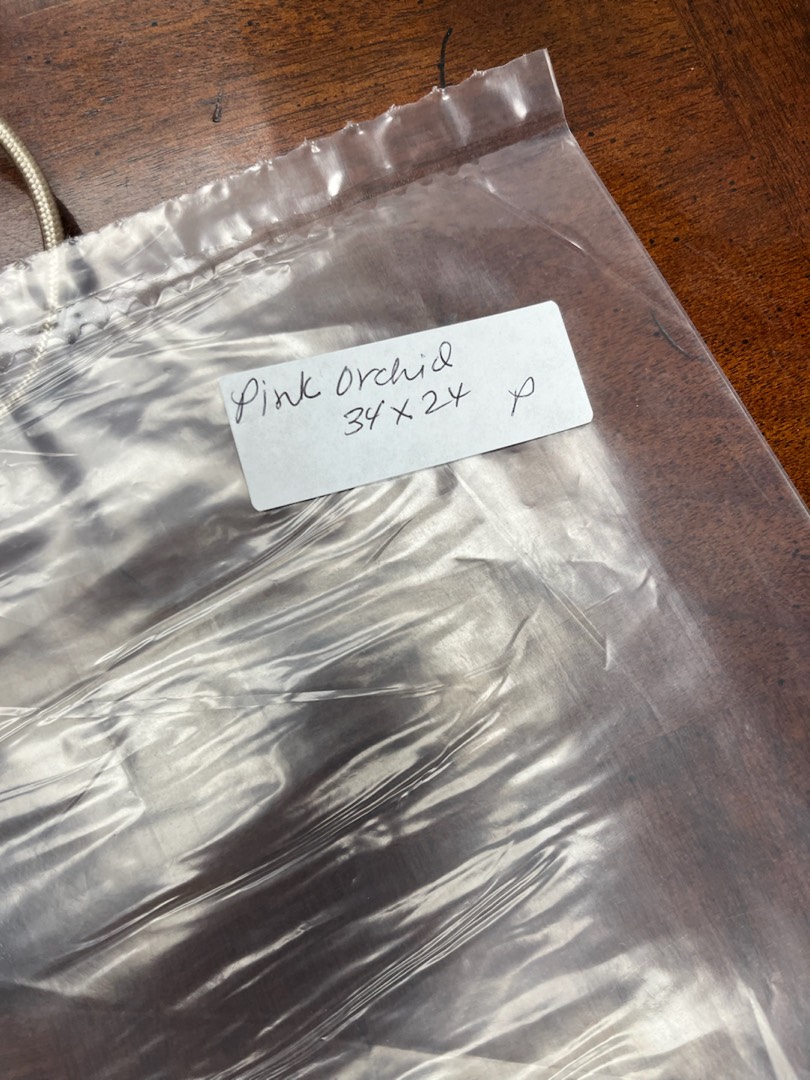 Pink Orchid
34 x 24 P